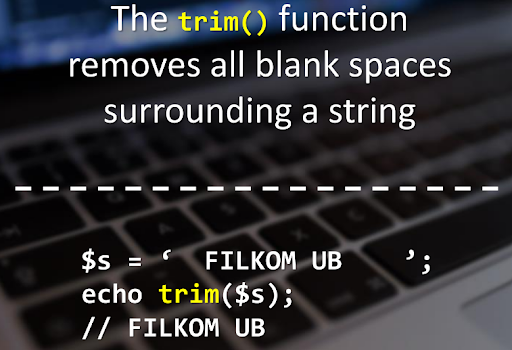 The trim() function
removes all blank spaces
surrounding a string
$s = ‘  FILKOM UB    ’;
echo trim($s);
// FILKOM UB